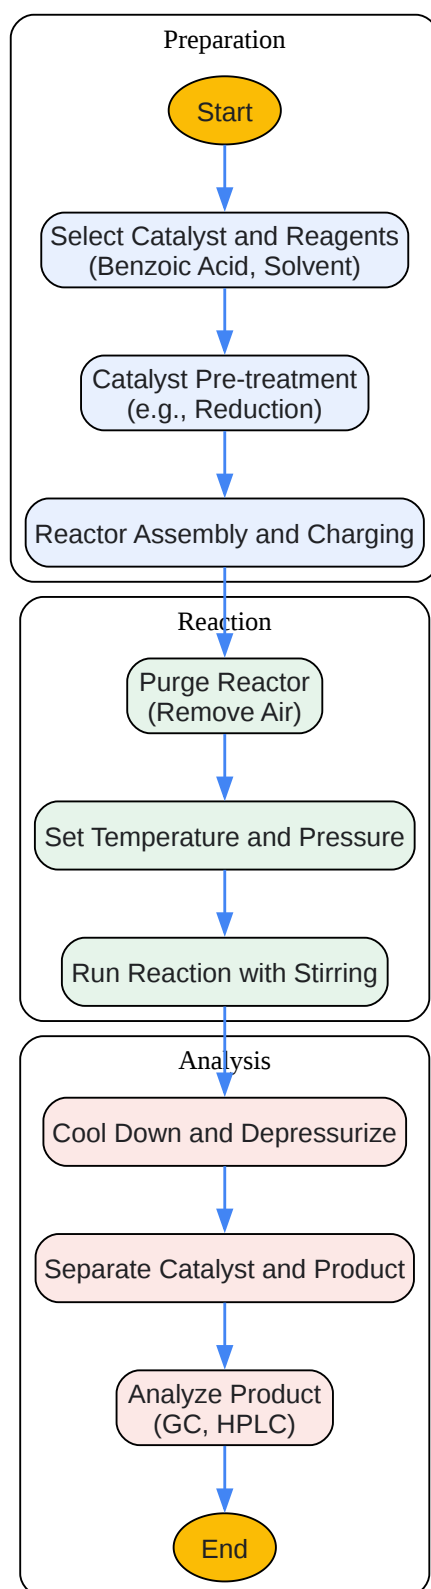 Preparation
Start
Select Catalyst and Reagents
(Benzoic Acid, Solvent)
Catalyst Pre-treatment
(e.g., Reduction)
Reactor Assembly and Charging
Reaction
Purge Reactor
(Remove Air)
Set Temperature and Pressure
Run Reaction with Stirring
Analysis
Cool Down and Depressurize
Separate Catalyst and Product
Analyze Product
(GC, HPLC)
End